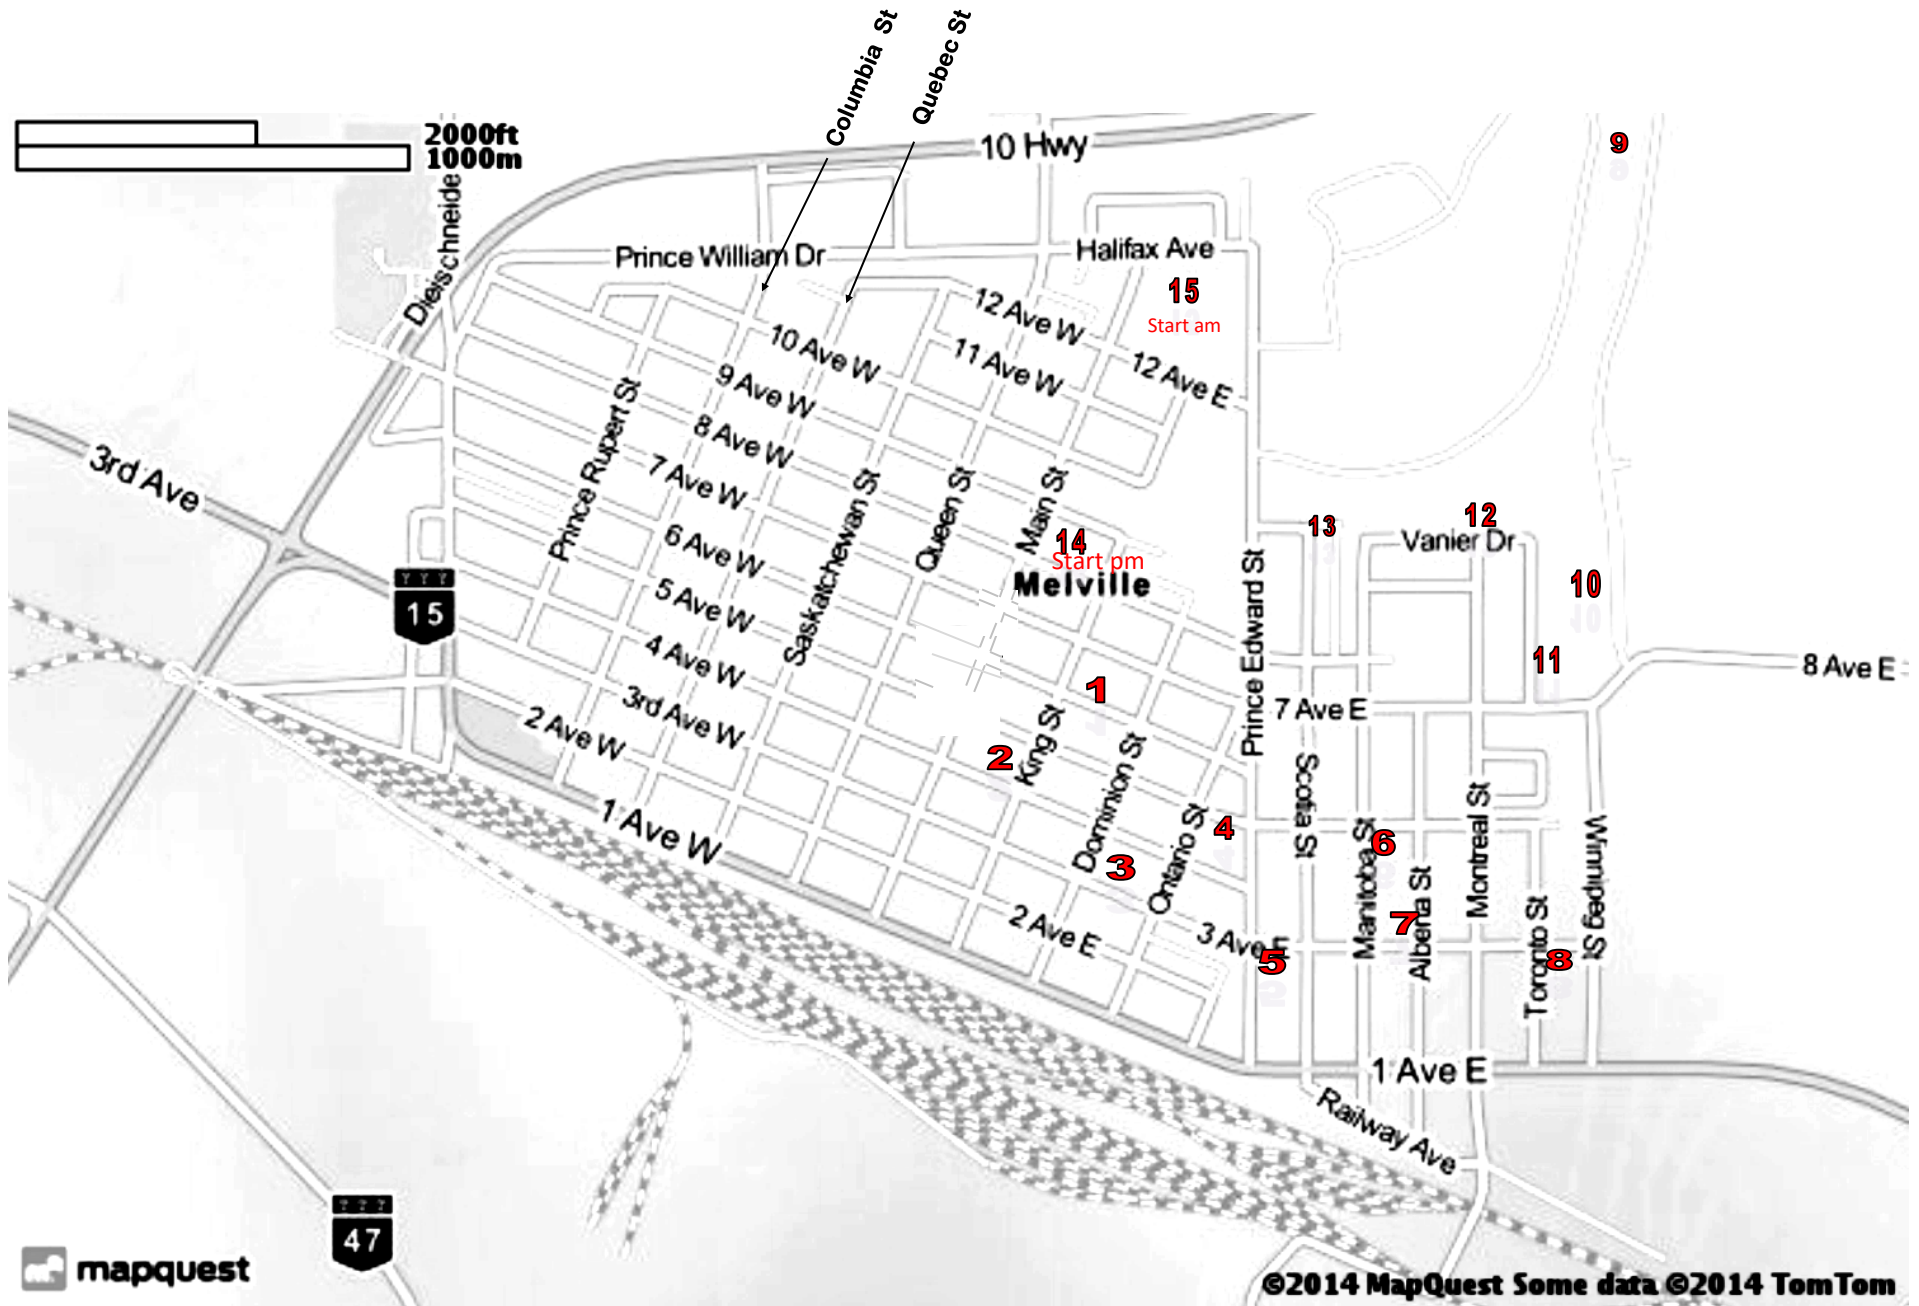 Columbia St
Quebec St
2000ft
1000m
10 Hwy
9
Dieischneide
Prince William Dr
Halifax Ave
15
Start am
12 Ave W
10 Ave W
11 Ave W
12 Ave E
9 Ave W
Prince Rupert St
8 Ave W
3rd Ave
7 Ave W
Saskatchewan St
Queen St
Main St
14
Start pm
Melville
13
12
Vanier Dr
10
6 Ave W
15
5 Ave W
Prince Edward St
11
8 Ave E
4 Ave W
1
7 Ave E
3rd Ave W
2 Ave W
2
King St
Dominion St
Scotia St
1 Ave W
Ontario St
4
Manitoba St
6
Montreal St
Winnipeg St
3
Alberta St
7
Toronto St
2 Ave E
3 Ave E
5
8
1 Ave E
Railway Ave
47
mapquest
©2014 MapQuest Some data ©2014 TomTom